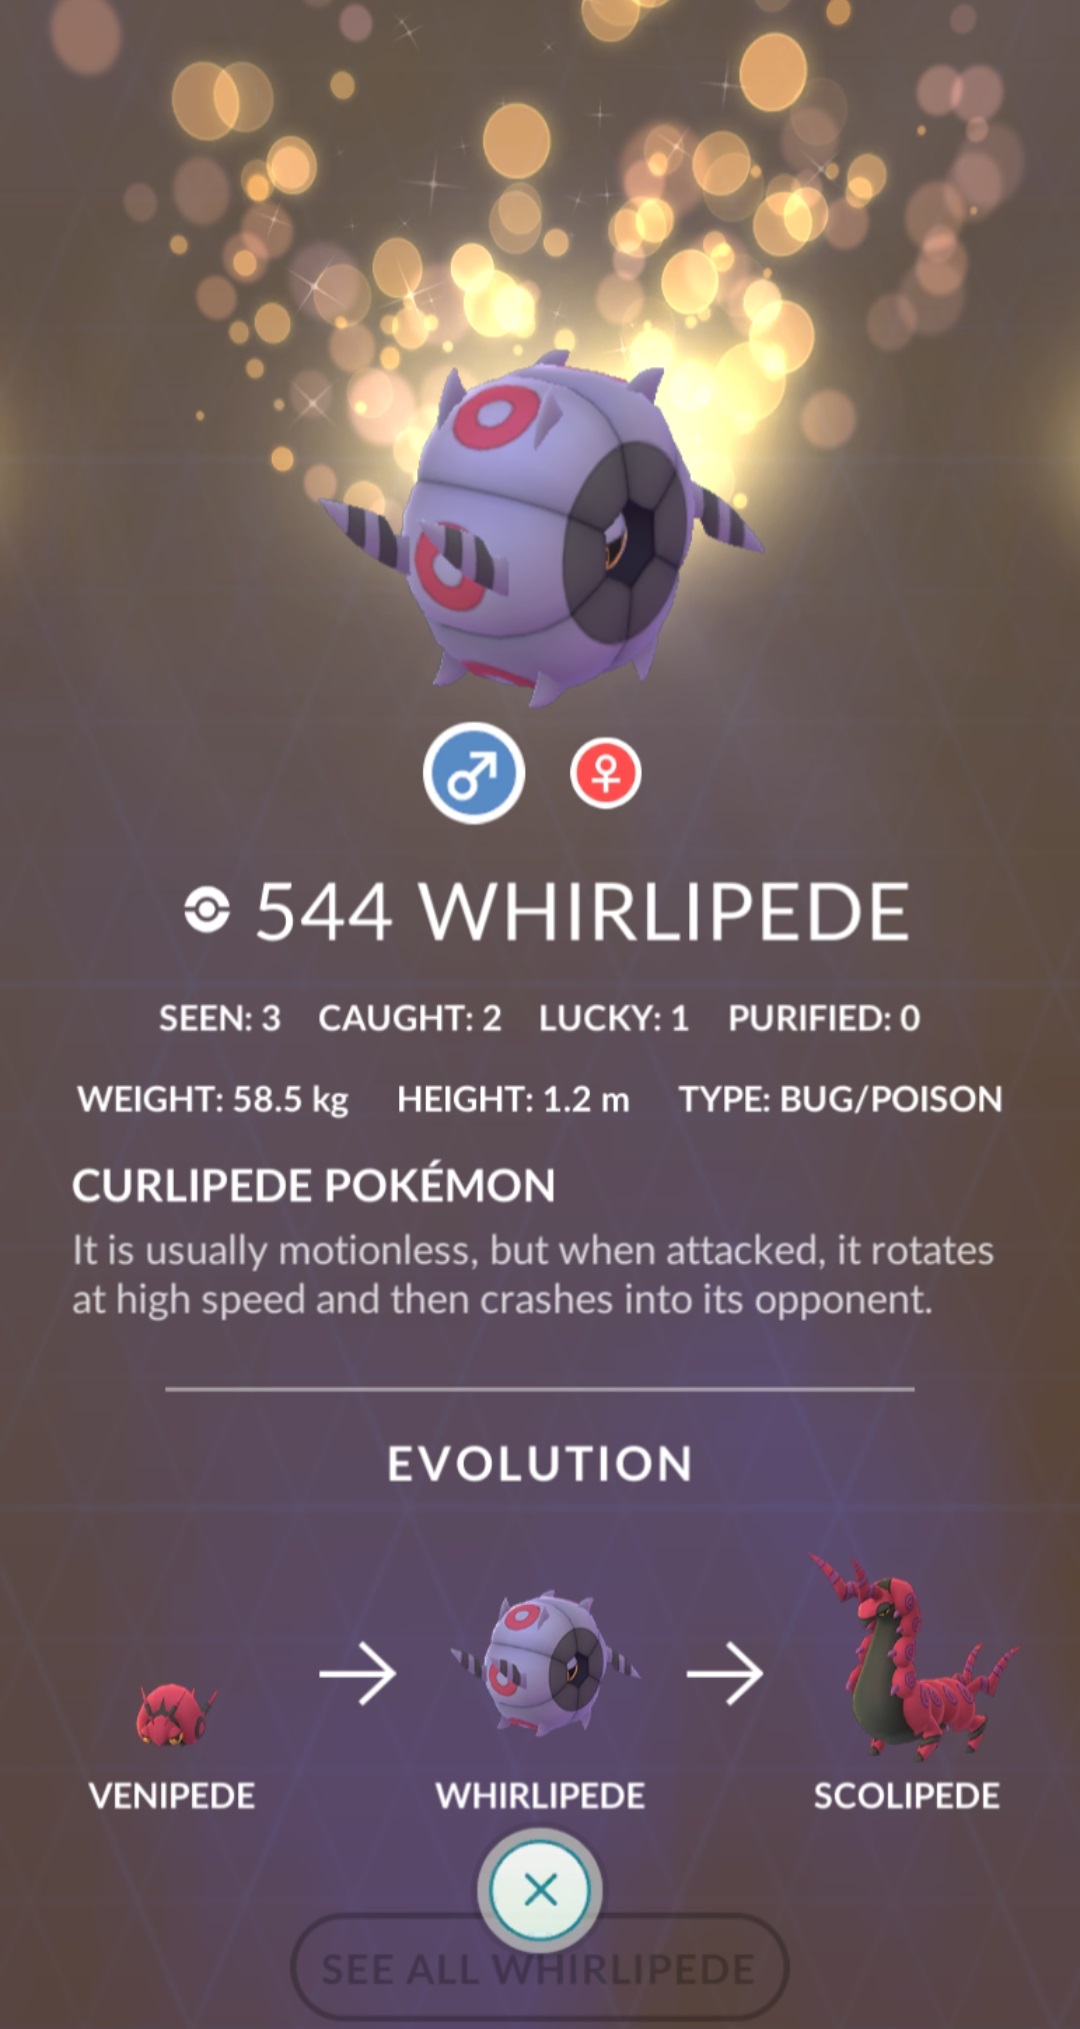 544 WHIRLIPEDE
SEEN: 3 CAUGHT: 2 LUCKY: 1 PURIFIED: 0
WEIGHT: 58.5 kg HEIGHT: 1.2 m TYPE: BUG/POISON
CURLIPEDE POKÉMON
It is usually motionless, but when attacked, it rotates
at high speed and then crashes into its opponent.
EVOLUTION
VENIPEDE WHIRLIPEDE SCOLIPEDE
SEE ALL WHIRLIPEDE